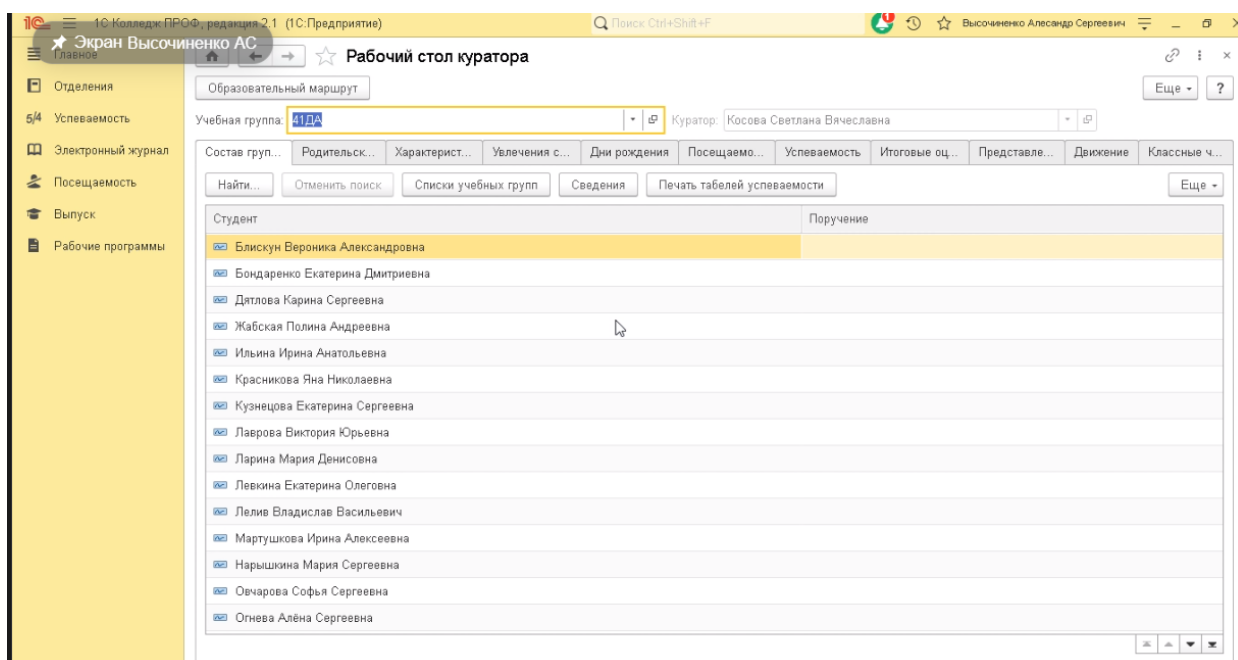 1С Колледж ПРОФ, редакция 2.1 (1С:Предприятие)
Поиск Ctrl+Shift+F
Высочиненко Алесандр Сергеевич
Экран Высочиненко АС
Главное
Рабочий стол куратора
Отделения
Образовательный маршрут
Еще
?
5/4 Успеваемость
Учебная группа: 41ДА
Куратор: Косова Светлана Вячеславна
Электронный журнал
Состав груп... Родительск... Характерист... Увлечения с... Дни рождения Посещаемо... Успеваемость Итоговые оц... Представле... Движение Классные ч...
Посещаемость
Найти... Отменить поиск Списки учебных групп Сведения Печать табелей успеваемости Еще
Выпуск
Студент Поручение
Рабочие программы
Блискун Вероника Александровна
Бондаренко Екатерина Дмитриевна
Дятлова Карина Сергеевна
Жабская Полина Андреевна
Ильина Ирина Анатольевна
Красникова Яна Николаевна
Кузнецова Екатерина Сергеевна
Лаврова Виктория Юрьевна
Ларина Мария Денисовна
Левкина Екатерина Олеговна
Лелив Владислав Васильевич
Мартушкова Ирина Алексеевна
Нарышкина Мария Сергеевна
Овчарова Софья Сергеевна
Огнева Алёна Сергеевна